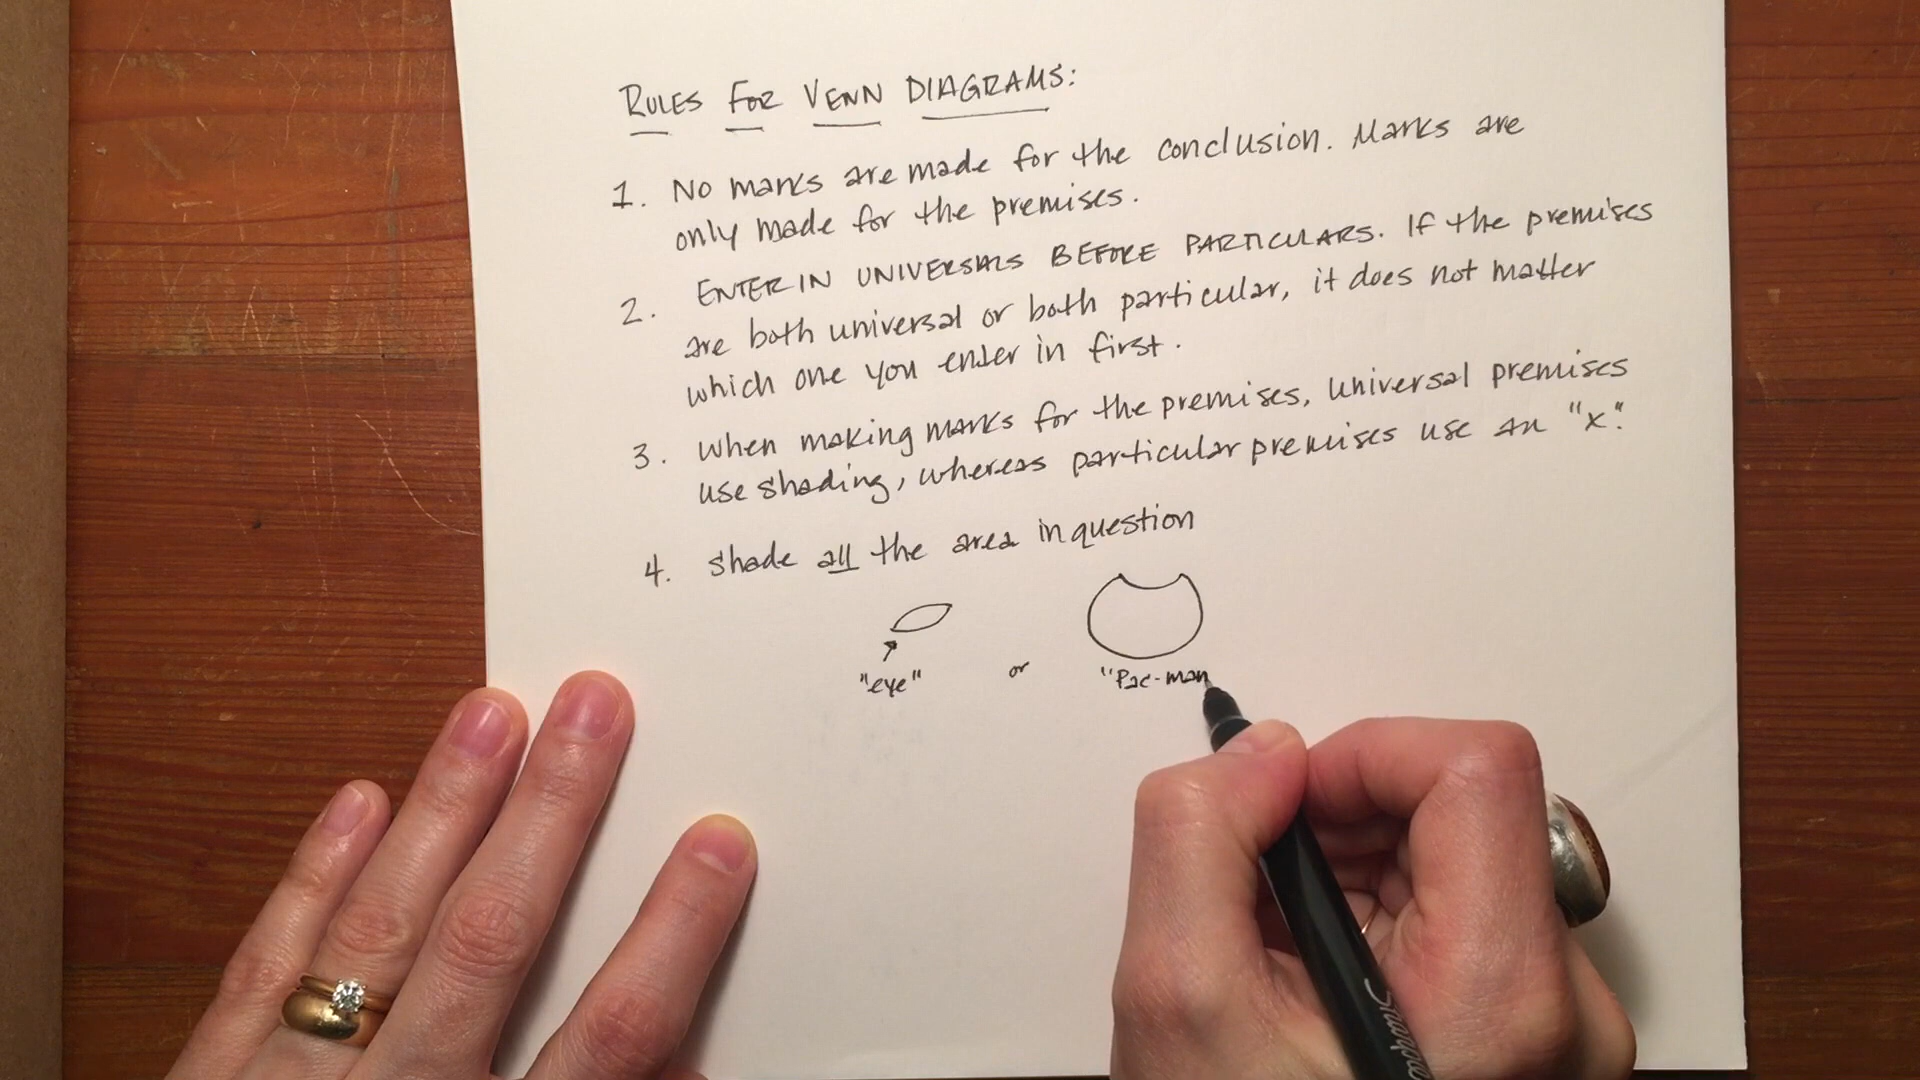 RULES FOR VENN DIAGRAMS:
1. No marks are made for the conclusion. Marks are
only made for the premises.
2. ENTER IN UNIVERSALS BEFORE PARTICULARS. If the premises
are both universal or both particular, it does not matter
which one you enter in first.
3. When making marks for the premises, universal premises
use shading, whereas particular premises use an "x."
4. Shade all the area in question
"eye" or "Pac-man
Sharpie